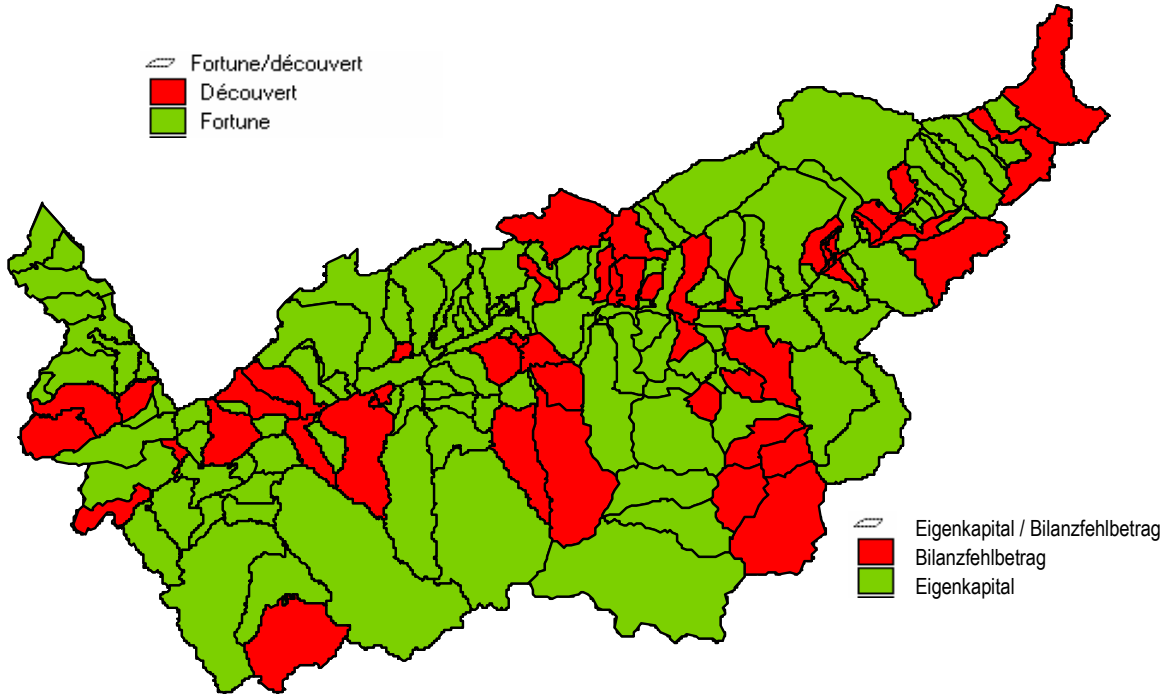 Fortune/découvert
Découvert
Fortune
Eigenkapital / Bilanzfehlbetrag
Bilanzfehlbetrag
Eigenkapital